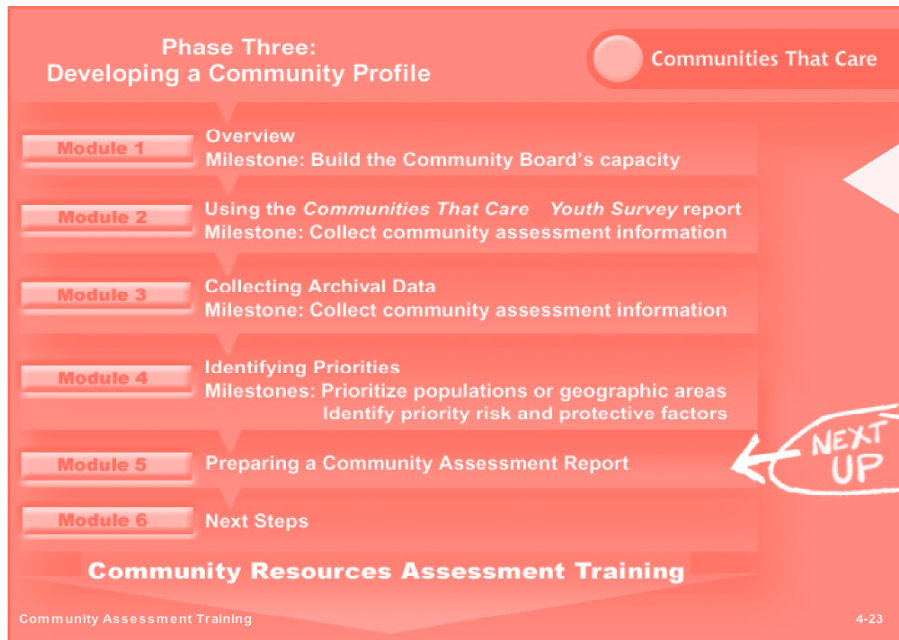 Phase Three:
Developing a Community Profile
Communities That Care
Module 1
Overview
Milestone: Build the Community Board's capacity
Module 2
Using the Communities That Care Youth Survey report
Milestone: Collect community assessment information
Module 3
Collecting Archival Data
Milestone: Collect community assessment information
Module 4
Identifying Priorities
Milestones: Prioritize populations or geographic areas
Identify priority risk and protective factors
Module 5
Preparing a Community Assessment Report
NEXT
UP
Module 6
Next Steps
Community Resources Assessment Training
Community Assessment Training
4-23